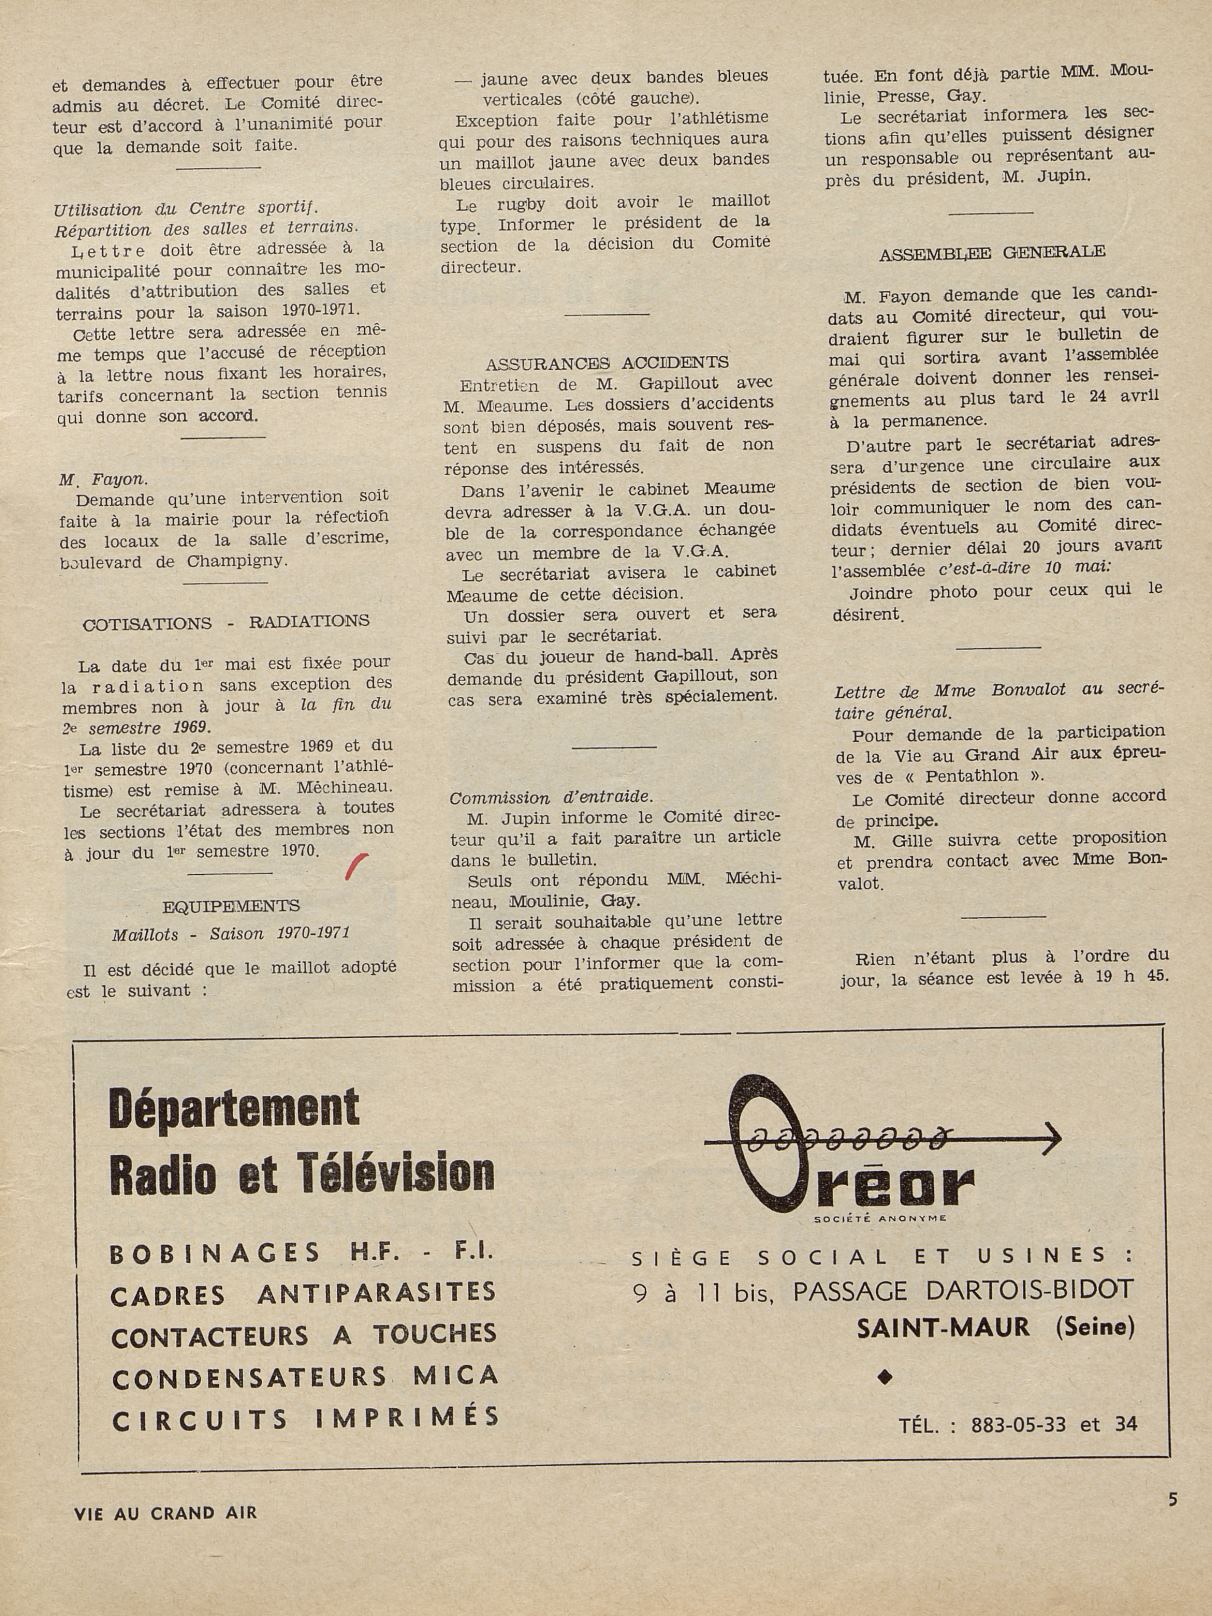 et demandes à effectuer pour être
admis au décret. Le Comité direc-
teur est d'accord à l'unanimité pour
que la demande soit faite.
Utilisation du Centre sportif.
Répartition des salles et terrains.
Lettre doit être adressée à la
municipalité pour connaître les mo-
dalités d'attribution des salles et
terrains pour la saison 1970-1971.
Cette lettre sera adressée en mê-
me temps que l'accusé de réception
à la lettre nous fixant les horaires,
tarifs concernant la section tennis
qui donne son accord.
M. Fayon.
Demande qu'une intervention soit
faite à la mairie pour la réfection
des locaux de la salle d'escrime,
boulevard de Champigny.
COTISATIONS - RADIATIONS
La date du 1er mai est fixée pour
la radiation sans exception des
membres non à jour à la fin du
2e semestre 1969.
La liste du 2e semestre 1969 et du
1er semestre 1970 (concernant l'athlé-
tisme) est remise à M. Méchineau.
Le secrétariat adressera à toutes
les sections l'état des membres non
à jour du 1er semestre 1970.
EQUIPEMENTS
Maillots - Saison 1970-1971
Il est décidé que le maillot adopté
est le suivant :
— jaune avec deux bandes bleues
verticales (côté gauche).
Exception faite pour l'athlétisme
qui pour des raisons techniques aura
un maillot jaune avec deux bandes
bleues circulaires.
Le rugby doit avoir le maillot
type. Informer le président de la
section de la décision du Comité
directeur.
ASSURANCES ACCIDENTS
Entretien de M. Gapillout avec
M. Meaume. Les dossiers d'accidents
sont bien déposés, mais souvent res-
tent en suspens du fait de non
réponse des intéressés.
Dans l'avenir le cabinet Meaume
devra adresser à la V.G.A. un dou-
ble de la correspondance échangée
avec un membre de la V.G.A.
Le secrétariat avisera le cabinet
Meaume de cette décision.
Un dossier sera ouvert et sera
suivi par le secrétariat.
Cas du joueur de hand-ball. Après
demande du président Gapillout, son
cas sera examiné très spécialement.
Commission d'entraide.
M. Jupin informe le Comité direc-
teur qu'il a fait paraître un article
dans le bulletin.
Seuls ont répondu MM. Méchi-
neau, Moulinie, Gay.
Il serait souhaitable qu'une lettre
soit adressée à chaque président de
section pour l'informer que la com-
mission a été pratiquement consti-
tuée. En font déjà partie MM. Mou-
linie, Presse, Gay.
Le secrétariat informera les sec-
tions afin qu'elles puissent désigner
un responsable ou représentant au-
près du président, M. Jupin.
ASSEMBLEE GENERALE
M. Fayon demande que les candi-
dats au Comité directeur, qui vou-
draient figurer sur le bulletin de
mai qui sortira avant l'assemblée
générale doivent donner les rensei-
gnements au plus tard le 24 avril
à la permanence.
D'autre part le secrétariat adres-
sera d'urgence une circulaire aux
présidents de section de bien vou-
loir communiquer le nom des can-
didats éventuels au Comité direc-
teur ; dernier délai 20 jours avant
l'assemblée c'est-à-dire 10 mai:
Joindre photo pour ceux qui le
désirent.
Lettre de Mme Bonvalot au secré-
taire général.
Pour demande de la participation
de la Vie au Grand Air aux épreu-
ves de « Pentathlon ».
Le Comité directeur donne accord
de principe.
M. Gille suivra cette proposition
et prendra contact avec Mme Bon-
valot.
Rien n'étant plus à l'ordre du
jour, la séance est levée à 19 h 45.
Département
Radio et Télévision
BOBINAGES H.F. - F.I.
CADRES ANTIPARASITES
CONTACTEURS A TOUCHES
CONDENSATEURS MICA
CIRCUITS IMPRIMÉS
Oréor
SOCIÉTÉ ANONYME
SIÈGE SOCIAL ET USINES :
9 à 11 bis, PASSAGE DARTOIS-BIDOT
SAINT-MAUR (Seine)
TÉL. : 883-05-33 et 34
VIE AU GRAND AIR
5